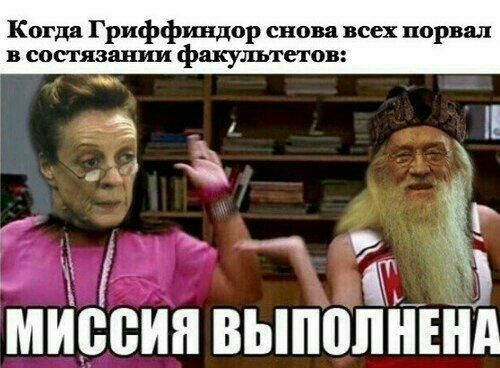 Когда Гриффиндор снова всех порвал
в состязании факультетов:
МИССИЯ ВЫПОЛНЕНА